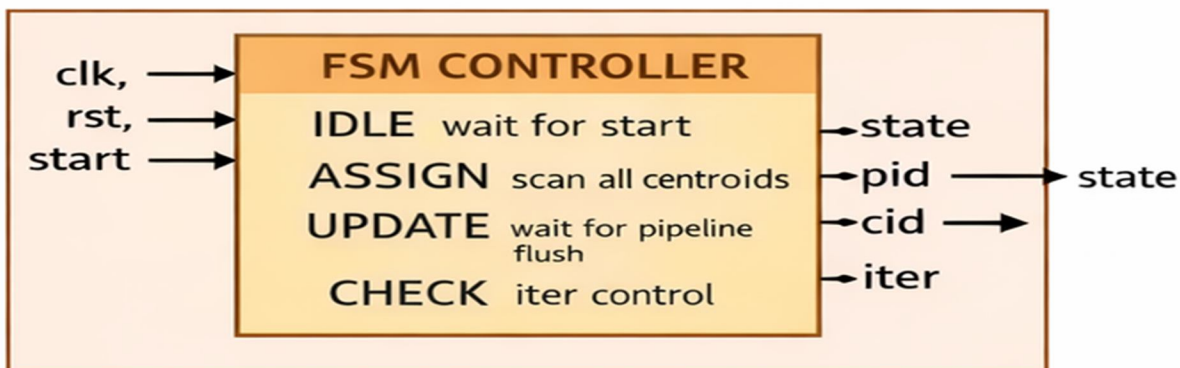 FSM CONTROLLER
clk,
rst,
start
IDLE wait for start
ASSIGN scan all centroids
UPDATE wait for pipeline
flush
CHECK iter control
state
pid
cid
iter
state